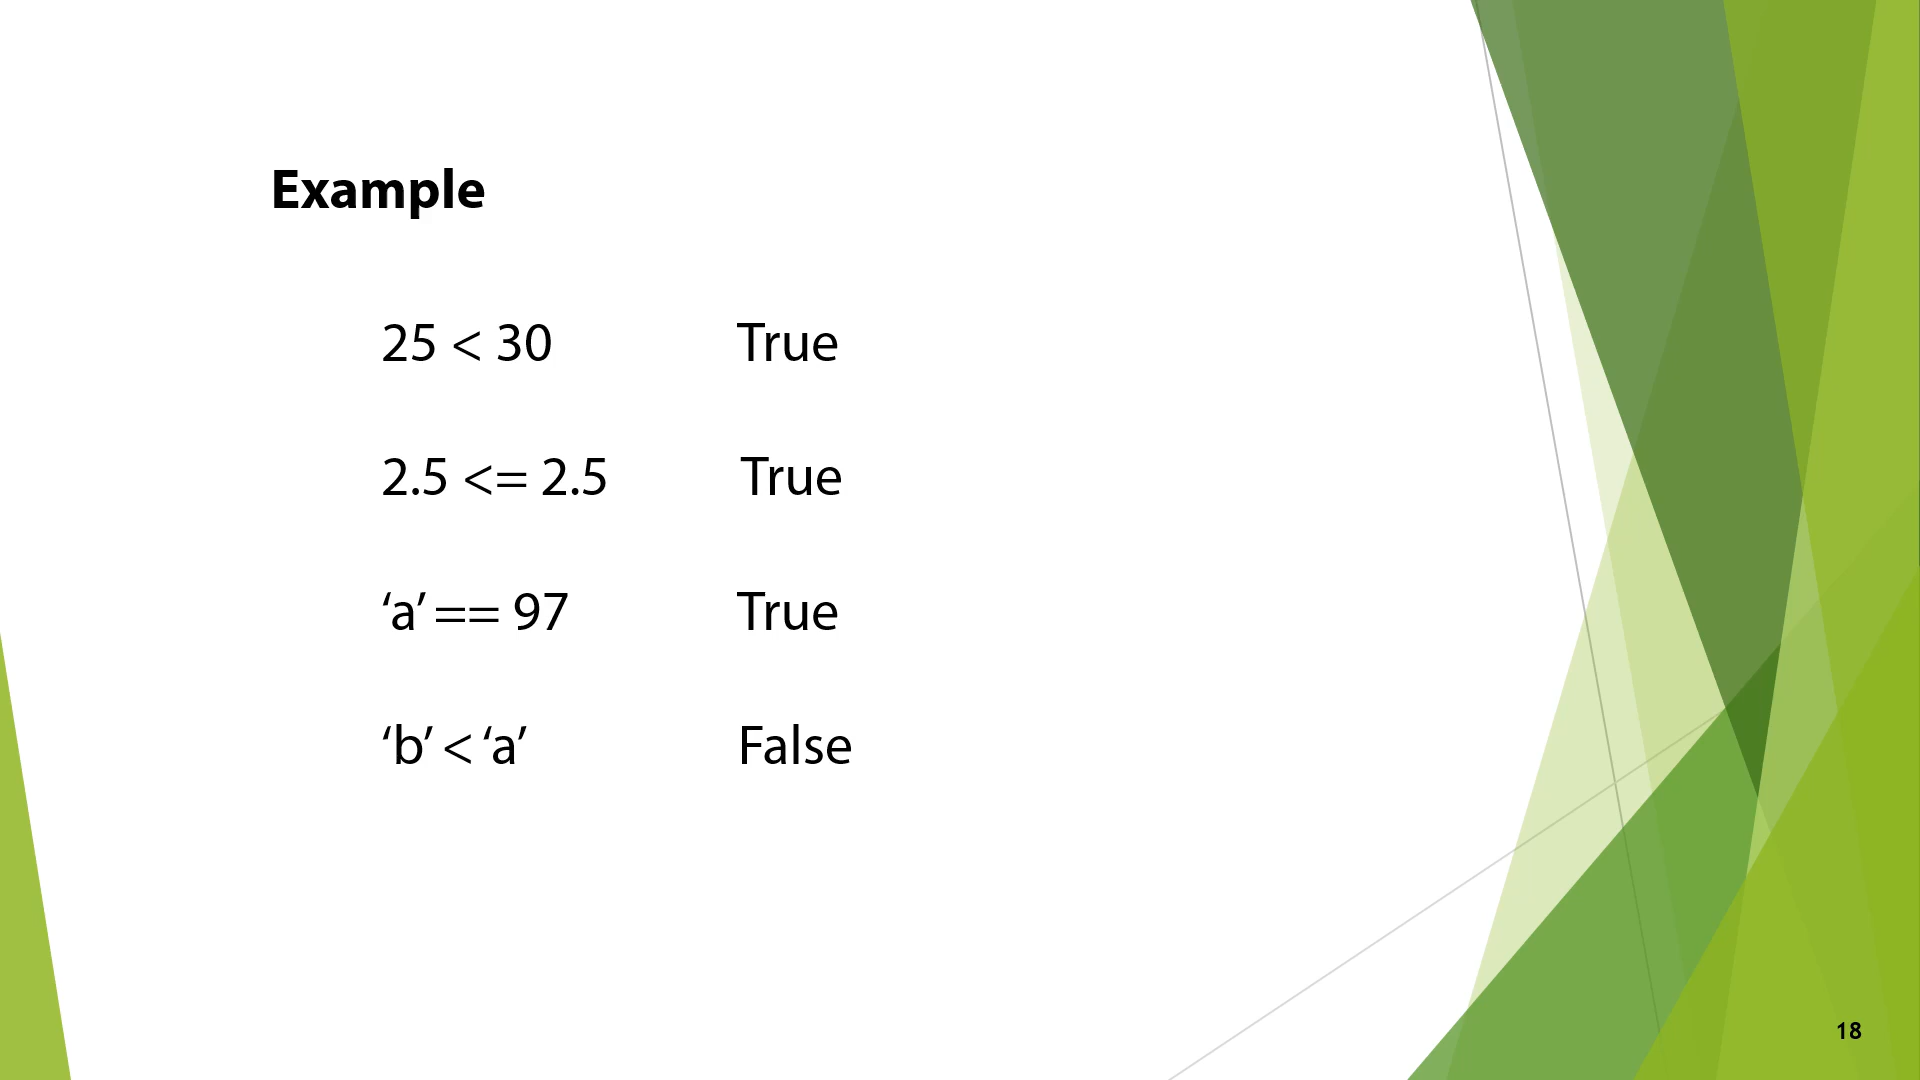 Example
25 < 30 True
2.5 <= 2.5 True
‘a’ == 97 True
‘b’ < ‘a’ False
18